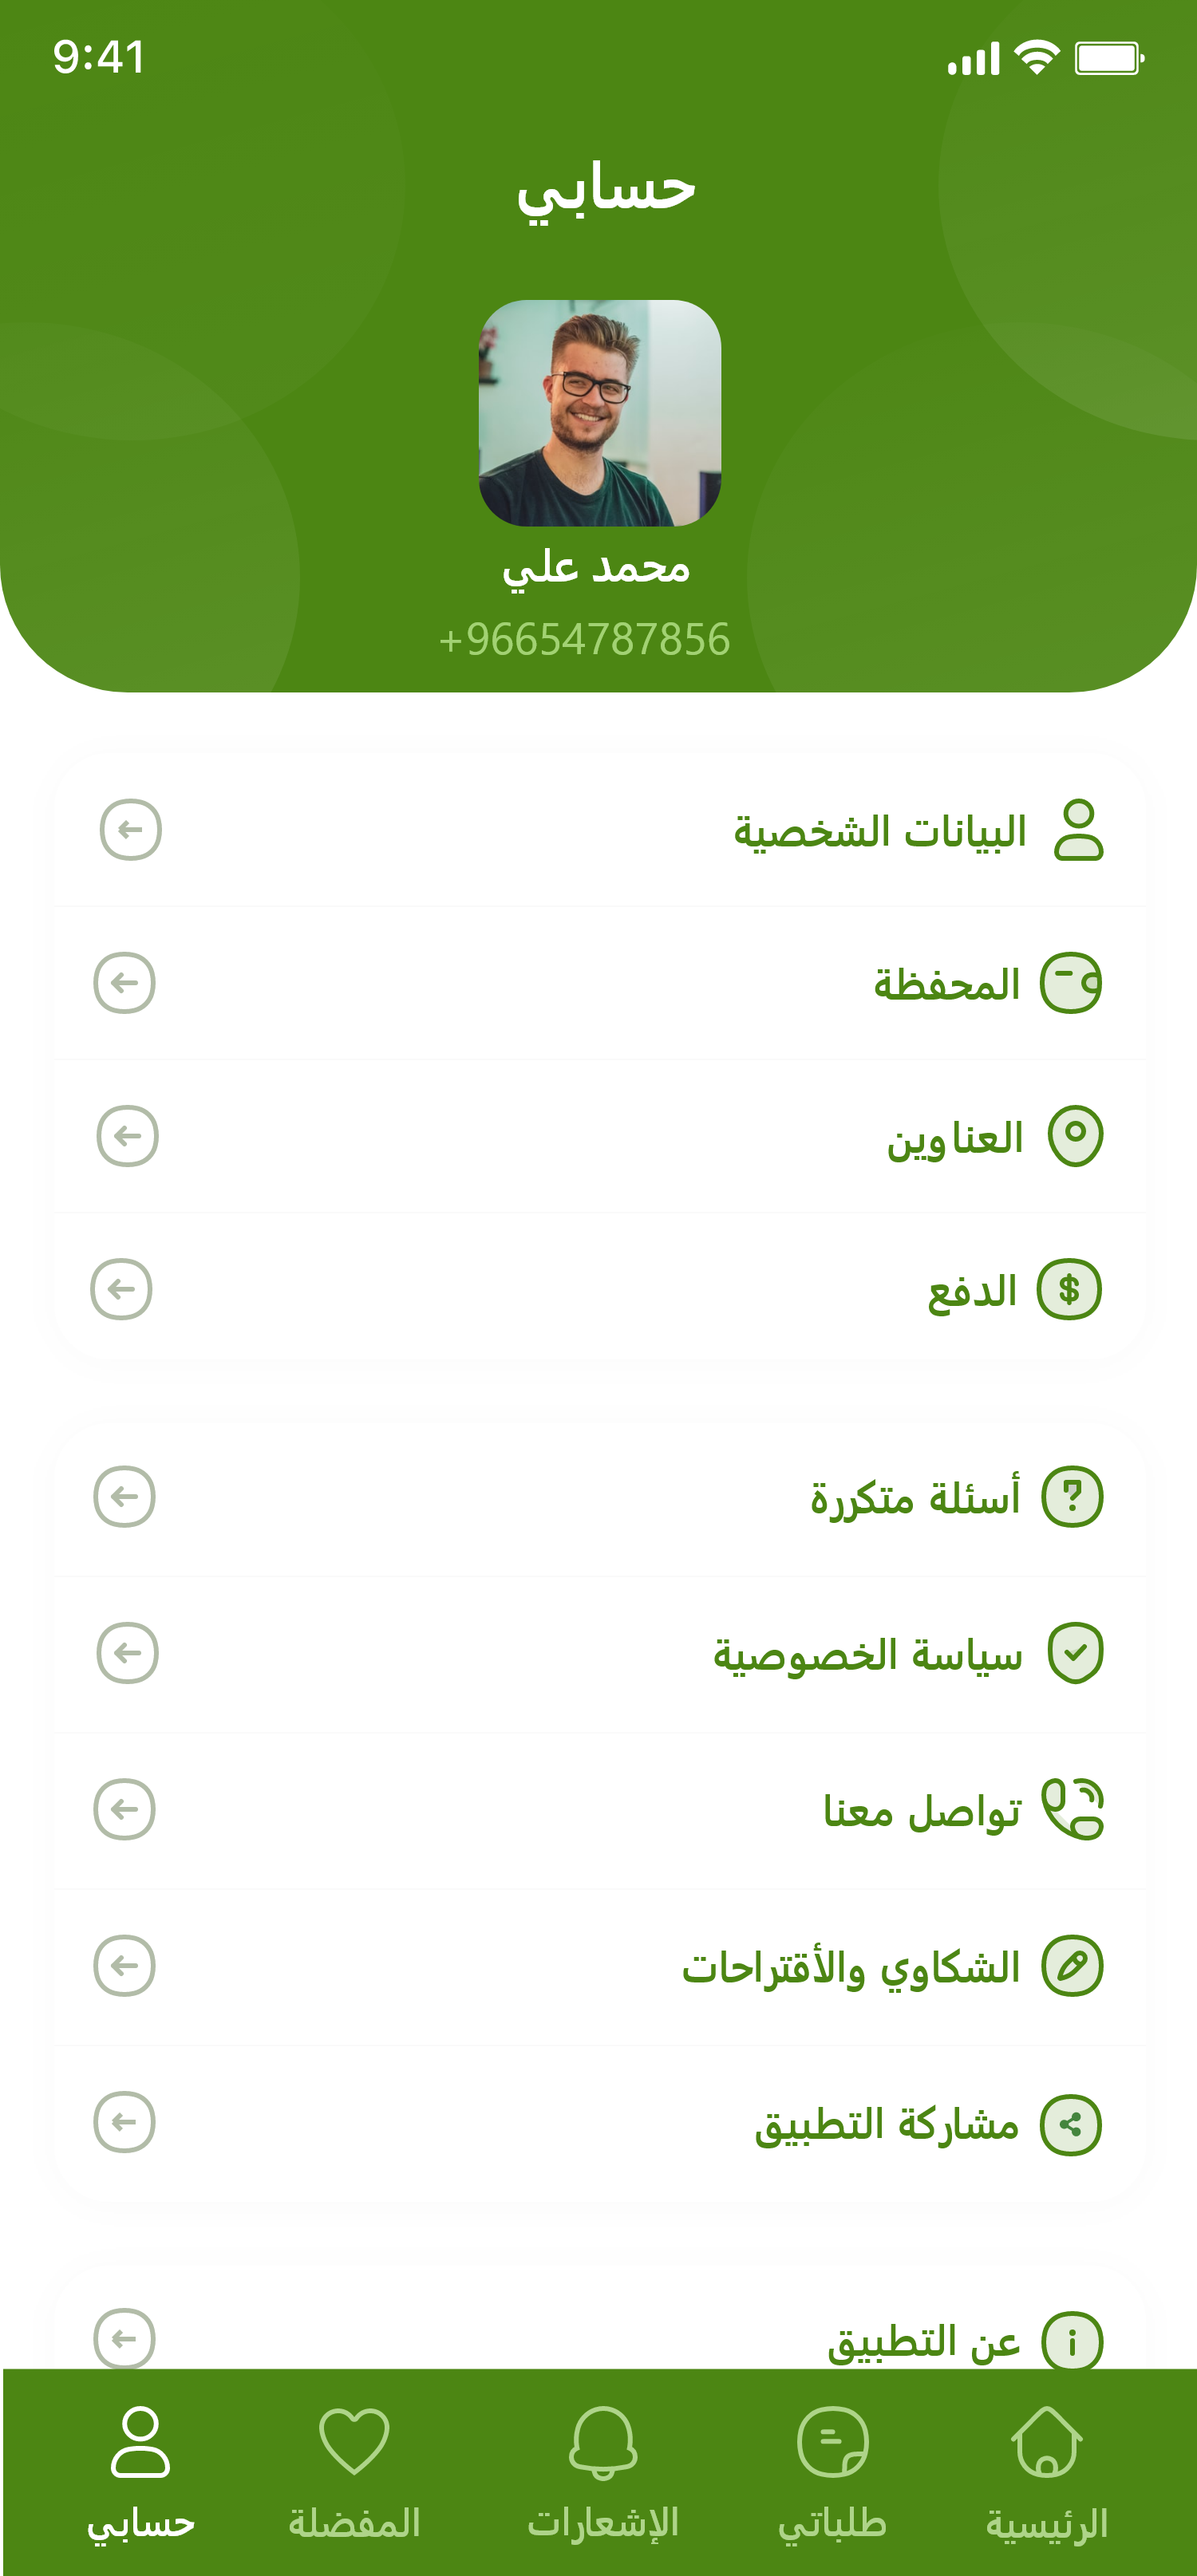 9:41
حسابي
محمد علي
+96654787856
البيانات الشخصية
المحفظة
العناوين
الدفع
أسئلة متكررة
سياسة الخصوصية
تواصل معنا
الشكاوي والأقتراحات
مشاركة التطبيق
عن التطبيق
الرئيسية
طلباتي
الإشعارات
المفضلة
حسابي